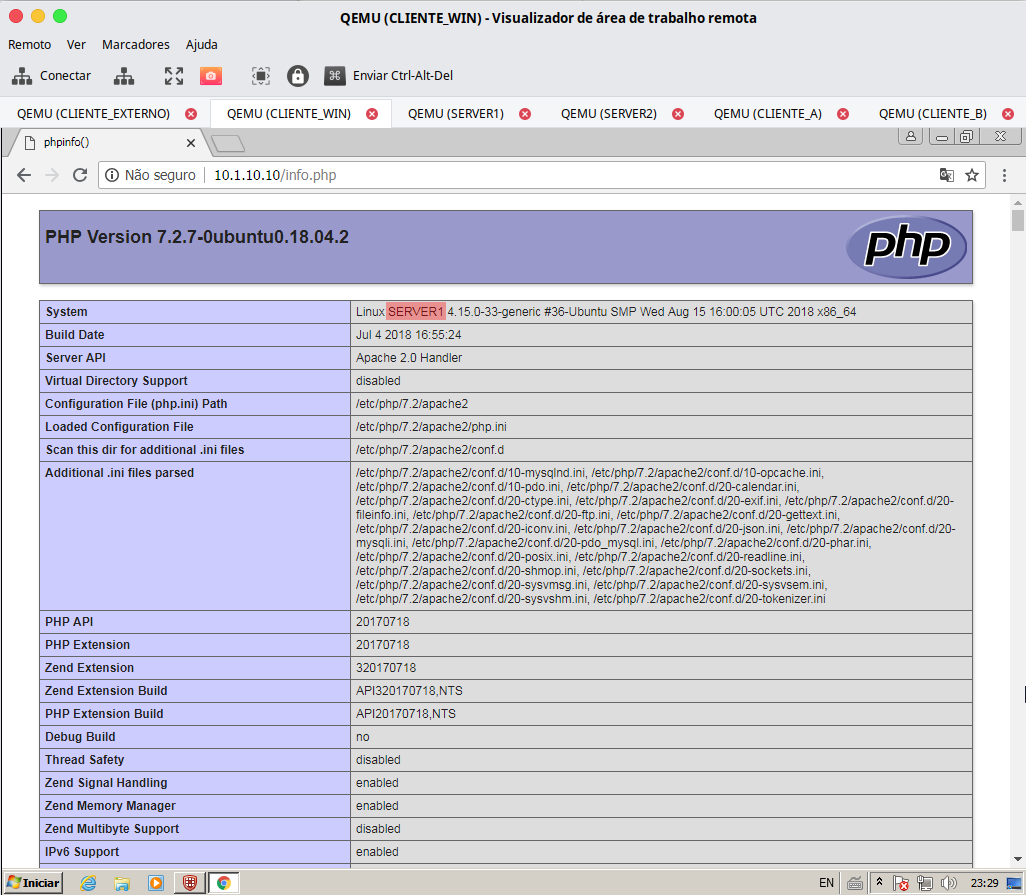 QEMU (CLIENTE_WIN) - Visualizador de área de trabalho remota
Remoto Ver Marcadores Ajuda
Conectar Enviar Ctrl-Alt-Del
QEMU (CLIENTE_EXTERNO) QEMU (CLIENTE_WIN) QEMU (SERVER1) QEMU (SERVER2) QEMU (CLIENTE_A) QEMU (CLIENTE_B)
phpinfo()
Não seguro 10.1.10.10/info.php
PHP Version 7.2.7-0ubuntu0.18.04.2
php
System Linux SERVER1 4.15.0-33-generic #36-Ubuntu SMP Wed Aug 15 16:00:05 UTC 2018 x86_64
Build Date Jul 4 2018 16:55:24
Server API Apache 2.0 Handler
Virtual Directory Support disabled
Configuration File (php.ini) Path /etc/php/7.2/apache2
Loaded Configuration File /etc/php/7.2/apache2/php.ini
Scan this dir for additional .ini files /etc/php/7.2/apache2/conf.d
Additional .ini files parsed /etc/php/7.2/apache2/conf.d/10-mysqlnd.ini, /etc/php/7.2/apache2/conf.d/10-opcache.ini,
/etc/php/7.2/apache2/conf.d/10-pdo.ini, /etc/php/7.2/apache2/conf.d/20-calendar.ini,
/etc/php/7.2/apache2/conf.d/20-ctype.ini, /etc/php/7.2/apache2/conf.d/20-exif.ini, /etc/php/7.2/apache2/conf.d/20-
fileinfo.ini, /etc/php/7.2/apache2/conf.d/20-ftp.ini, /etc/php/7.2/apache2/conf.d/20-gettext.ini,
/etc/php/7.2/apache2/conf.d/20-iconv.ini, /etc/php/7.2/apache2/conf.d/20-json.ini, /etc/php/7.2/apache2/conf.d/20-
mysqli.ini, /etc/php/7.2/apache2/conf.d/20-pdo_mysql.ini, /etc/php/7.2/apache2/conf.d/20-phar.ini,
/etc/php/7.2/apache2/conf.d/20-posix.ini, /etc/php/7.2/apache2/conf.d/20-readline.ini,
/etc/php/7.2/apache2/conf.d/20-shmop.ini, /etc/php/7.2/apache2/conf.d/20-sockets.ini,
/etc/php/7.2/apache2/conf.d/20-sysvmsg.ini, /etc/php/7.2/apache2/conf.d/20-sysvsem.ini,
/etc/php/7.2/apache2/conf.d/20-sysvshm.ini, /etc/php/7.2/apache2/conf.d/20-tokenizer.ini
PHP API 20170718
PHP Extension 20170718
Zend Extension 320170718
Zend Extension Build API320170718,NTS
PHP Extension Build API20170718,NTS
Debug Build no
Thread Safety disabled
Zend Signal Handling enabled
Zend Memory Manager enabled
Zend Multibyte Support disabled
IPv6 Support enabled
Iniciar EN 23:29